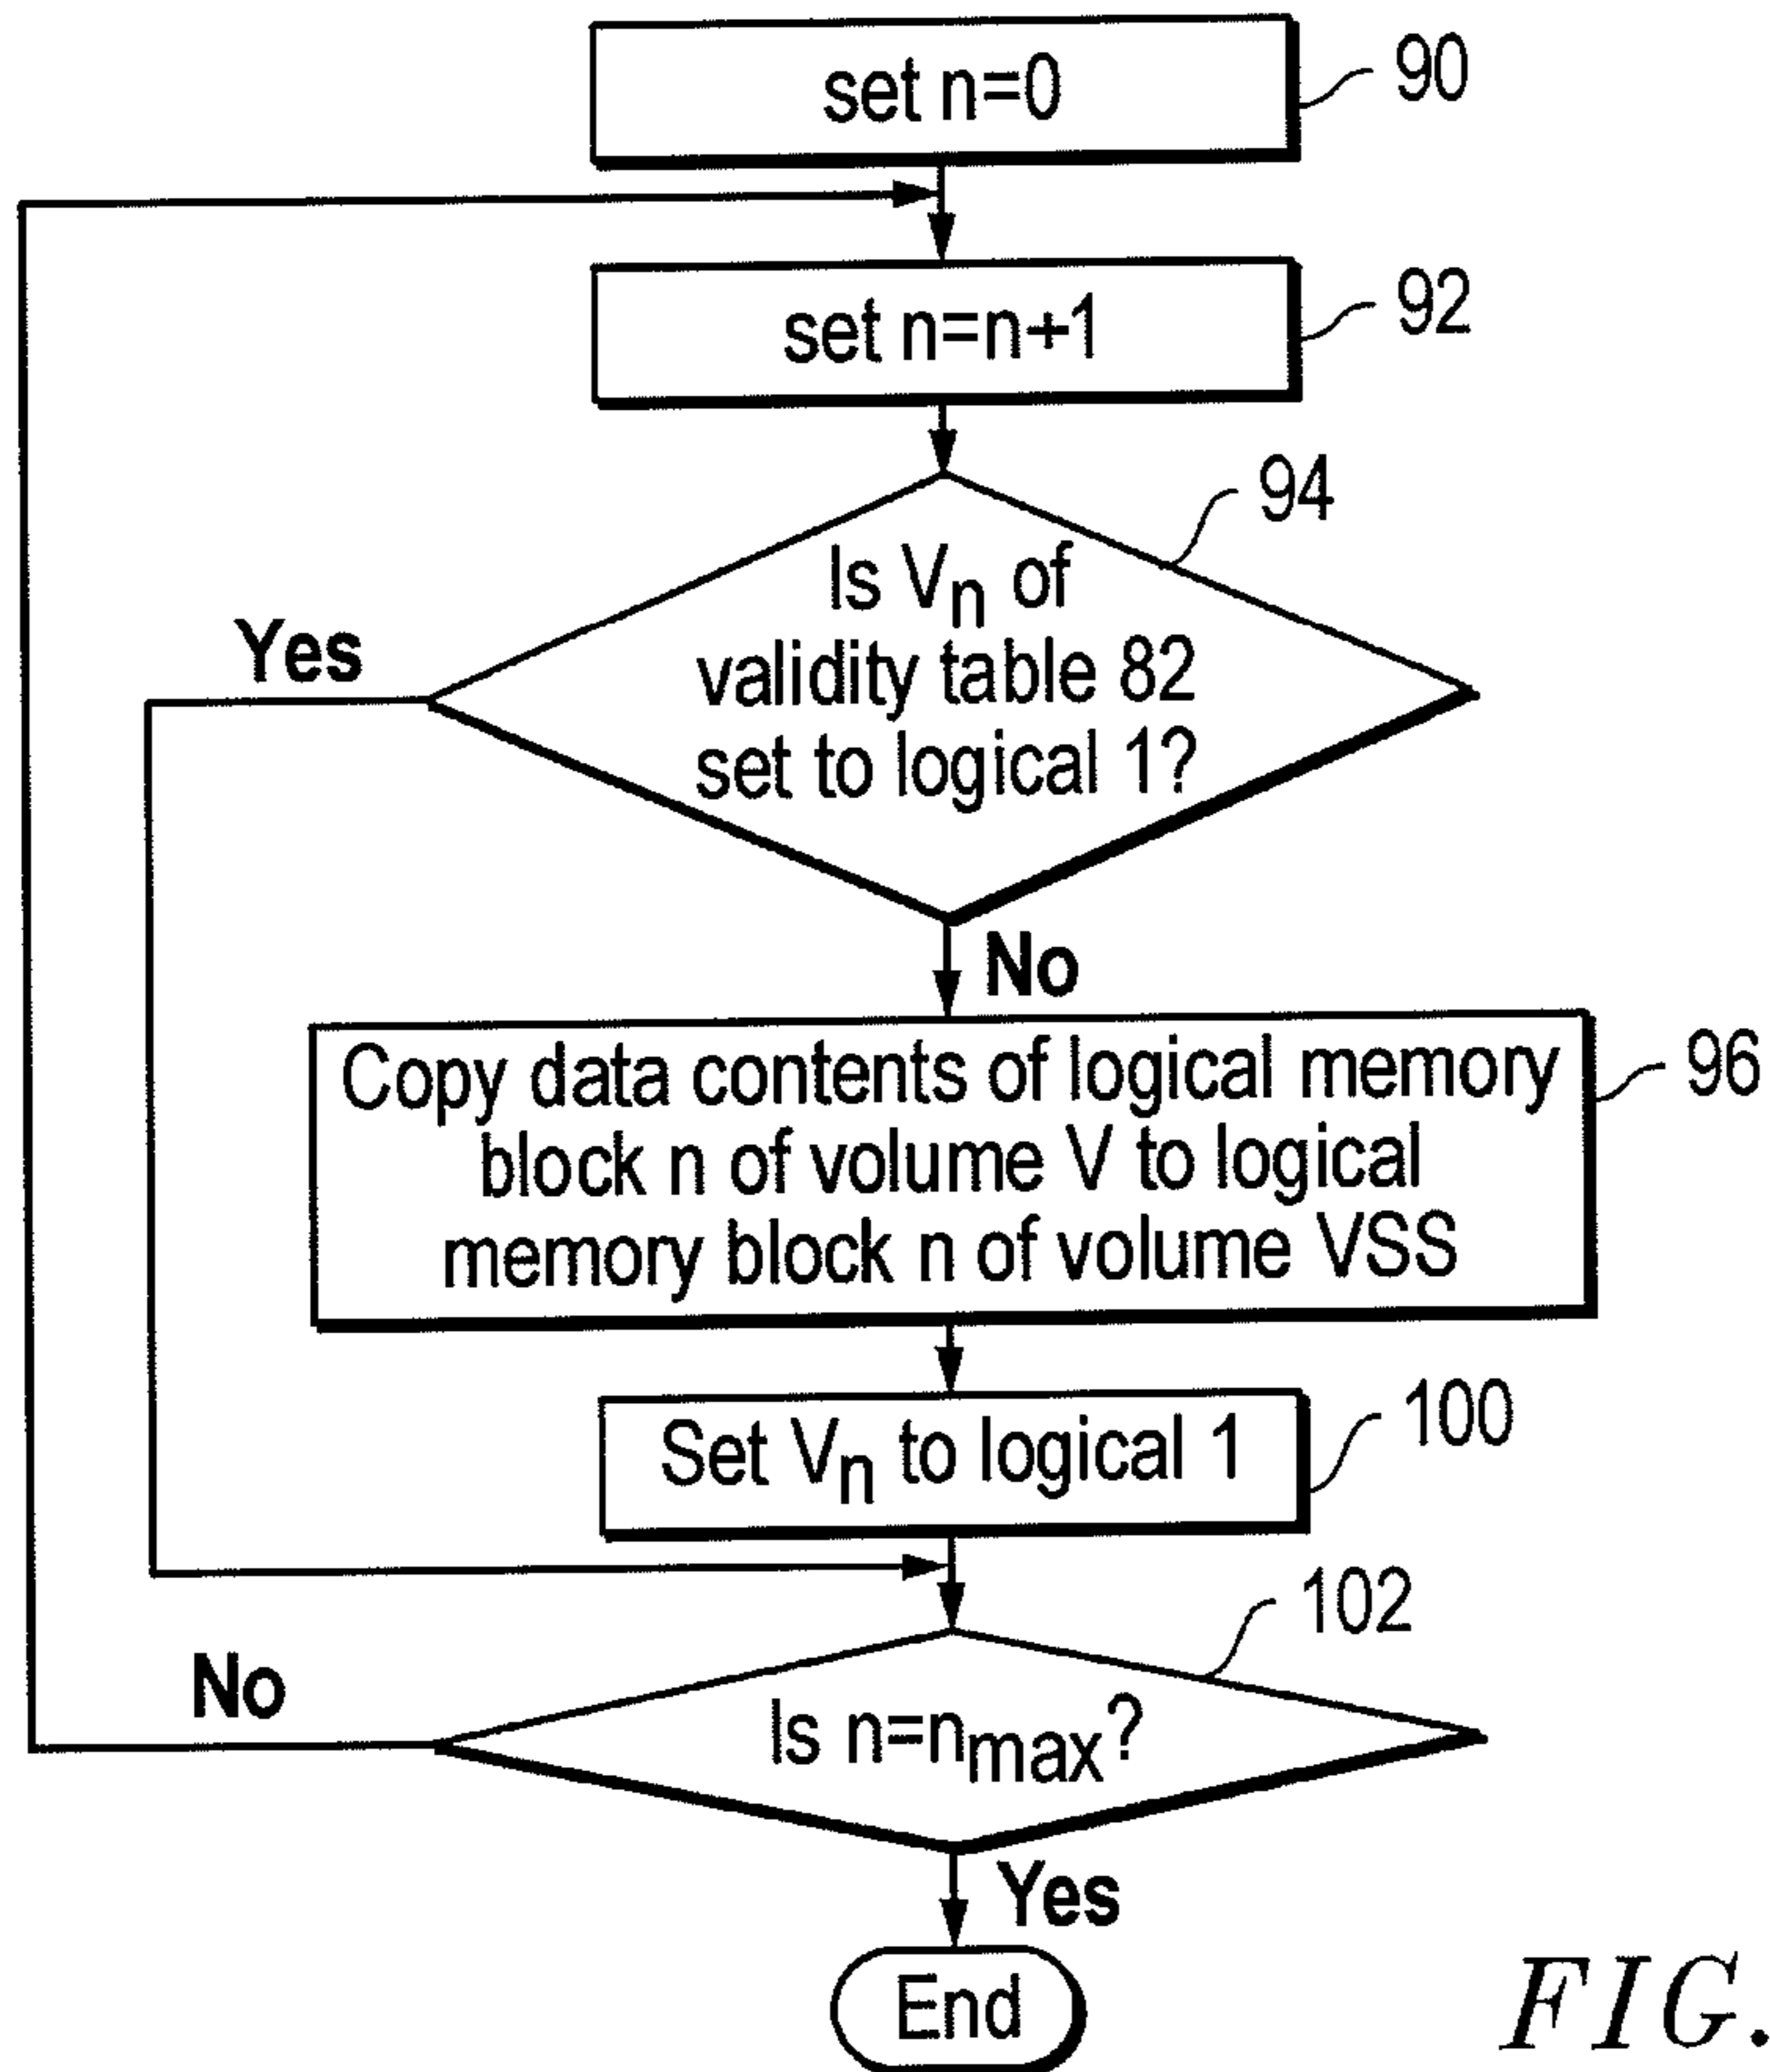 set n=0
90
set n=n+1
92
94
Is Vn of
validity table 82
set to logical 1?
Yes
No
Copy data contents of logical memory
block n of volume V to logical
memory block n of volume VSS
96
Set Vn to logical 1
100
102
Is n=nmax?
No
Yes
End
FIG.